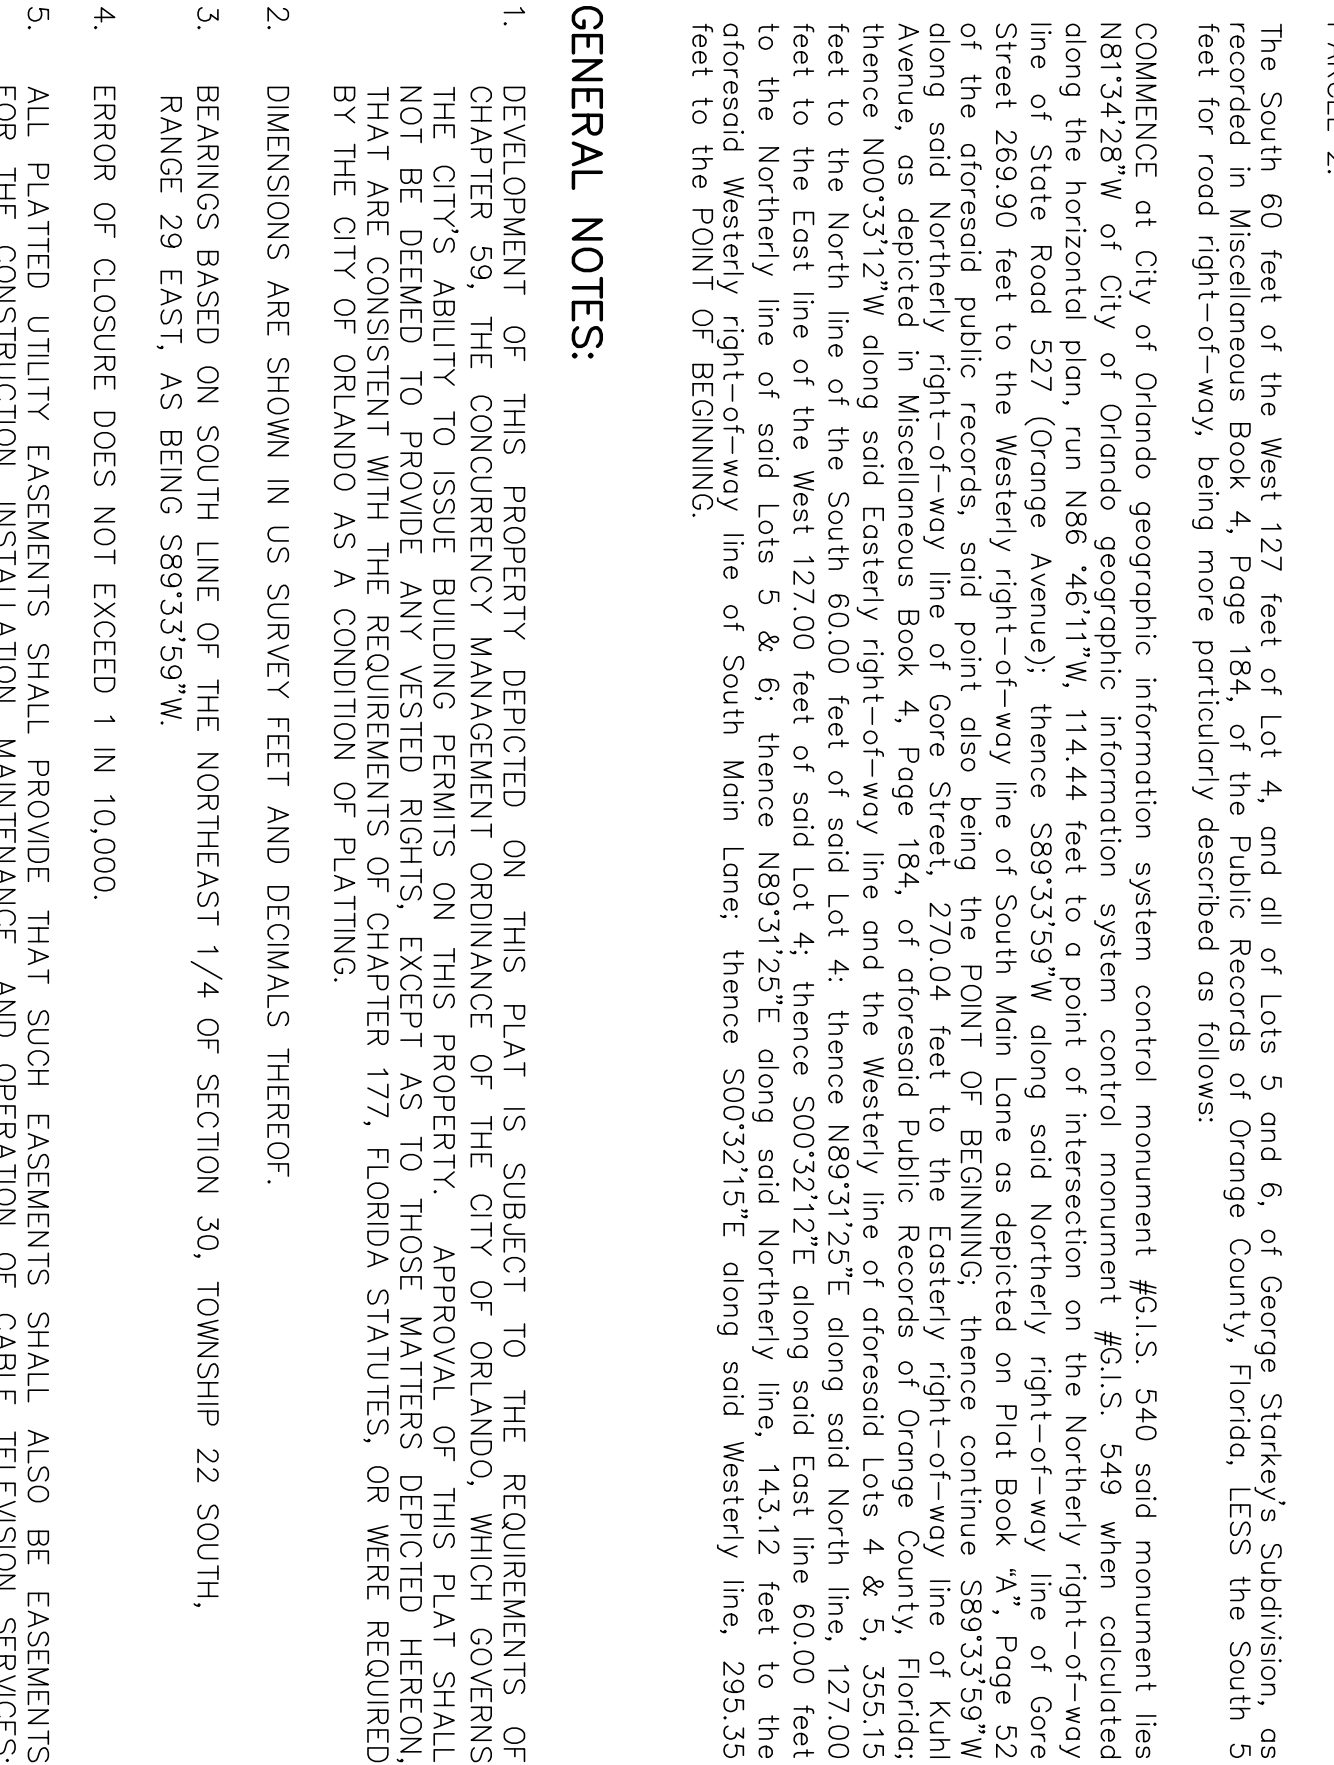 PARCEL 2:
The South 60 feet of the West 127 feet of Lot 4, and all of Lots 5 and 6, of George Starkey's Subdivision, as
recorded in Miscellaneous Book 4, Page 184, of the Public Records of Orange County, Florida, LESS the South 5
feet for road right-of-way, being more particularly described as follows:
COMMENCE at City of Orlando geographic information system control monument #G.I.S. 540 said monument lies
N81°34'28"W of City of Orlando geographic information system control monument #G.I.S. 549 when calculated
along the horizontal plan, run N86 °46'11"W, 114.44 feet to a point of intersection on the Northerly right-of-way
line of State Road 527 (Orange Avenue); thence S89°33'59"W along said Northerly right-of-way line of Gore
Street 269.90 feet to the Westerly right-of-way line of South Main Lane as depicted on Plat Book "A", Page 52
of the aforesaid public records, said point also being the POINT OF BEGINNING; thence continue S89°33'59"W
along said Northerly right-of-way line of Gore Street, 270.04 feet to the Easterly right-of-way line of Kuhl
Avenue, as depicted in Miscellaneous Book 4, Page 184, of aforesaid Public Records of Orange County, Florida;
thence N00°33'12"W along said Easterly right-of-way line and the Westerly line of aforesaid Lots 4 & 5, 355.15
feet to the North line of the South 60.00 feet of said Lot 4: thence N89°31'25"E along said North line, 127.00
feet to the East line of the West 127.00 feet of said Lot 4; thence S00°32'12"E along said East line 60.00 feet
to the Northerly line of said Lots 5 & 6; thence N89°31'25"E along said Northerly line, 143.12 feet to the
aforesaid Westerly right-of-way line of South Main Lane; thence S00°32'15"E along said Westerly line, 295.35
feet to the POINT OF BEGINNING.
GENERAL NOTES:
1. DEVELOPMENT OF THIS PROPERTY DEPICTED ON THIS PLAT IS SUBJECT TO THE REQUIREMENTS OF
CHAPTER 59, THE CONCURRENCY MANAGEMENT ORDINANCE OF THE CITY OF ORLANDO, WHICH GOVERNS
THE CITY'S ABILITY TO ISSUE BUILDING PERMITS ON THIS PROPERTY. APPROVAL OF THIS PLAT SHALL
NOT BE DEEMED TO PROVIDE ANY VESTED RIGHTS, EXCEPT AS TO THOSE MATTERS DEPICTED HEREON,
THAT ARE CONSISTENT WITH THE REQUIREMENTS OF CHAPTER 177, FLORIDA STATUTES, OR WERE REQUIRED
BY THE CITY OF ORLANDO AS A CONDITION OF PLATTING.
2. DIMENSIONS ARE SHOWN IN US SURVEY FEET AND DECIMALS THEREOF.
3. BEARINGS BASED ON SOUTH LINE OF THE NORTHEAST 1/4 OF SECTION 30, TOWNSHIP 22 SOUTH,
RANGE 29 EAST, AS BEING S89°33'59"W.
4. ERROR OF CLOSURE DOES NOT EXCEED 1 IN 10,000.
5. ALL PLATTED UTILITY EASEMENTS SHALL PROVIDE THAT SUCH EASEMENTS SHALL ALSO BE EASEMENTS
FOR THE CONSTRUCTION, INSTALLATION, MAINTENANCE, AND OPERATION OF CABLE TELEVISION SERVICES;